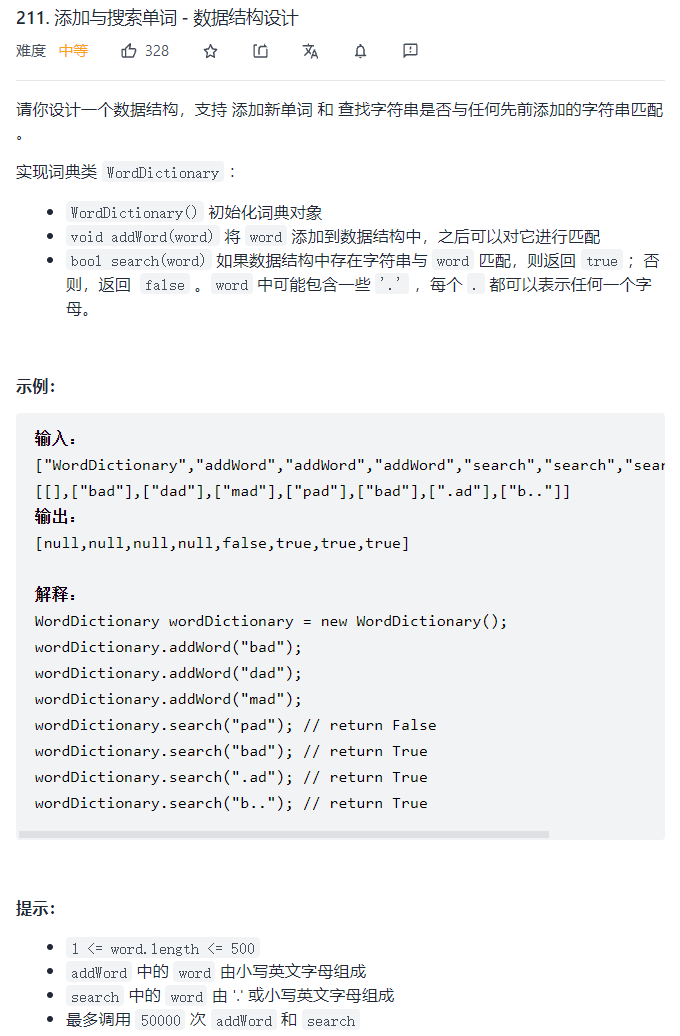 211. 添加与搜索单词 - 数据结构设计
难度 中等 328
请你设计一个数据结构，支持 添加新单词 和 查找字符串是否与任何先前添加的字符串匹配
。
实现词典类 WordDictionary ：
• WordDictionary() 初始化词典对象
• void addWord(word) 将 word 添加到数据结构中，之后可以对它进行匹配
• bool search(word) 如果数据结构中存在字符串与 word 匹配，则返回 true ；否
则，返回 false 。word 中可能包含一些 '.' ，每个 . 都可以表示任何一个字
母。
示例：
输入：
["WordDictionary","addWord","addWord","addWord","search","search","sear
[[],["bad"],["dad"],["mad"],["pad"],["bad"],[".ad"],["b.."]]
输出：
[null,null,null,null,false,true,true,true]
解释：
WordDictionary wordDictionary = new WordDictionary();
wordDictionary.addWord("bad");
wordDictionary.addWord("dad");
wordDictionary.addWord("mad");
wordDictionary.search("pad"); // return False
wordDictionary.search("bad"); // return True
wordDictionary.search(".ad"); // return True
wordDictionary.search("b.."); // return True
提示：
• 1 <= word.length <= 500
• addWord 中的 word 由小写英文字母组成
• search 中的 word 由 '.' 或小写英文字母组成
• 最多调用 50000 次 addWord 和 search